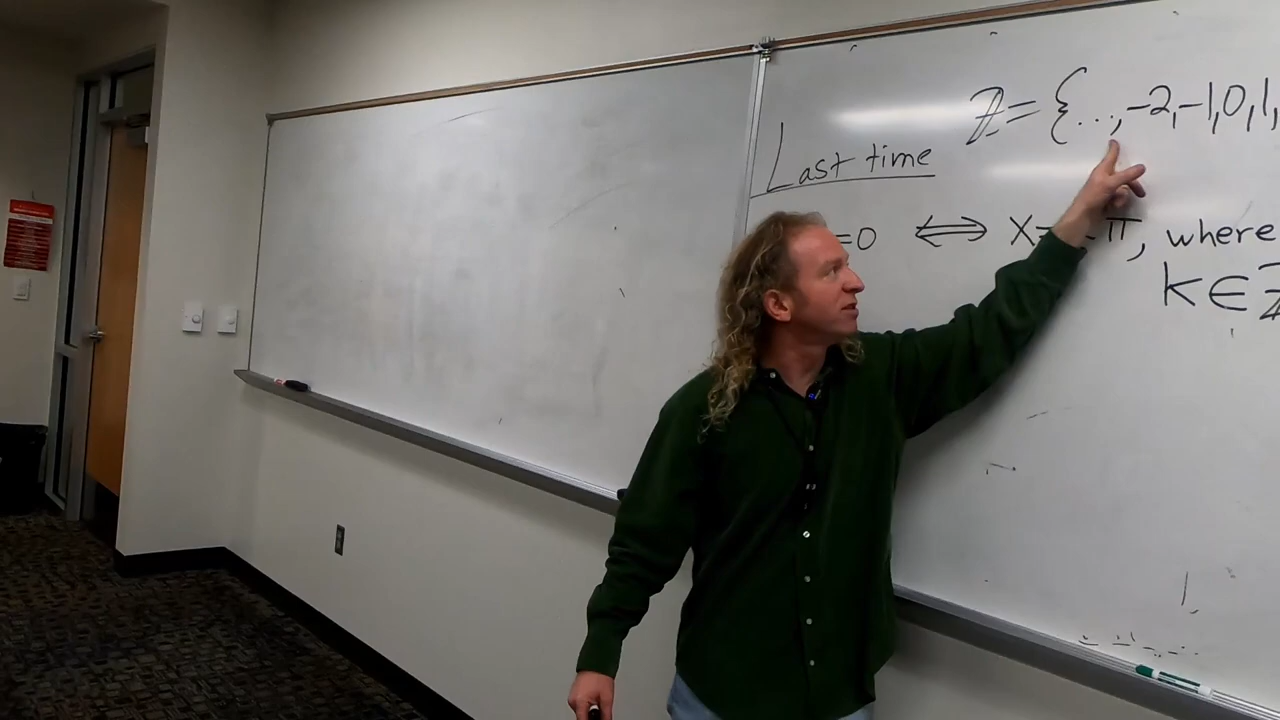 ℤ = {..., -2, -1, 0, 1,
Last time
=0 ⟺ x= π, where
k ∈ ℤ